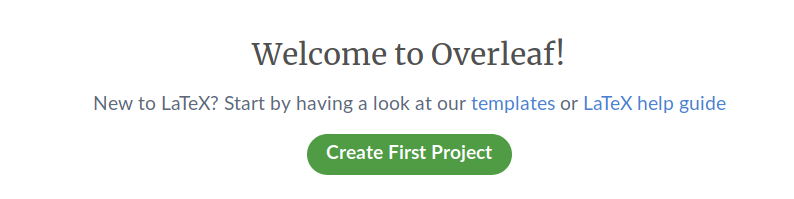 Welcome to Overleaf!
New to LaTeX? Start by having a look at our templates or LaTeX help guide
Create First Project